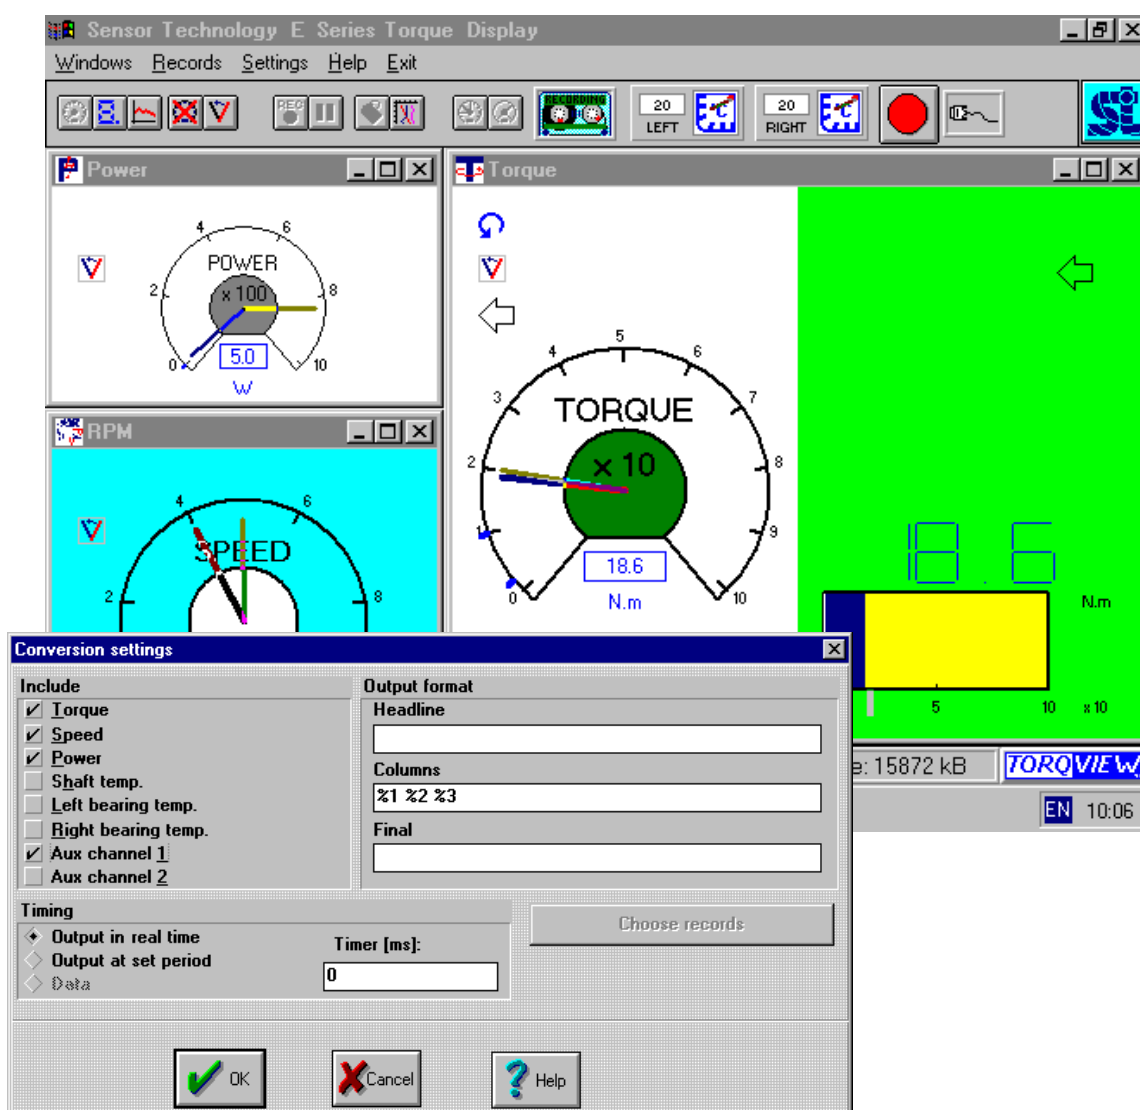 Sensor Technology E Series Torque Display
Windows Records Settings Help Exit
REC
RECORDING
20
LEFT
°C
20
RIGHT
°C
Power
4 6
POWER
2 x 100 8
0 5.0 10
W
RPM
4 6
SPEED
2 8
Torque
5
4 6
3 7
TORQUE
2 x 10 8
1 9
18.6
0 10
N.m
18.6
N.m
5 10 x 10
e: 15872 kB
TORQVIEW
EN 10:06
Conversion settings
Include
Torque
Speed
Power
Shaft temp.
Left bearing temp.
Right bearing temp.
Aux channel 1
Aux channel 2
Output format
Headline
Columns
%1 %2 %3
Final
Timing
Output in real time
Output at set period
Data
Timer [ms]:
0
Choose records
OK
Cancel
? Help